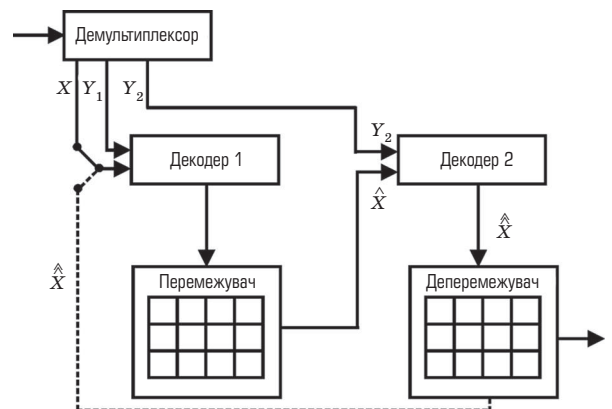 Демультиплексор
X Y₁ Y₂
Y₂
Декодер 1
Декодер 2
X̂
X̂̂
X̂̂
Перемежувач
Деперемежувач